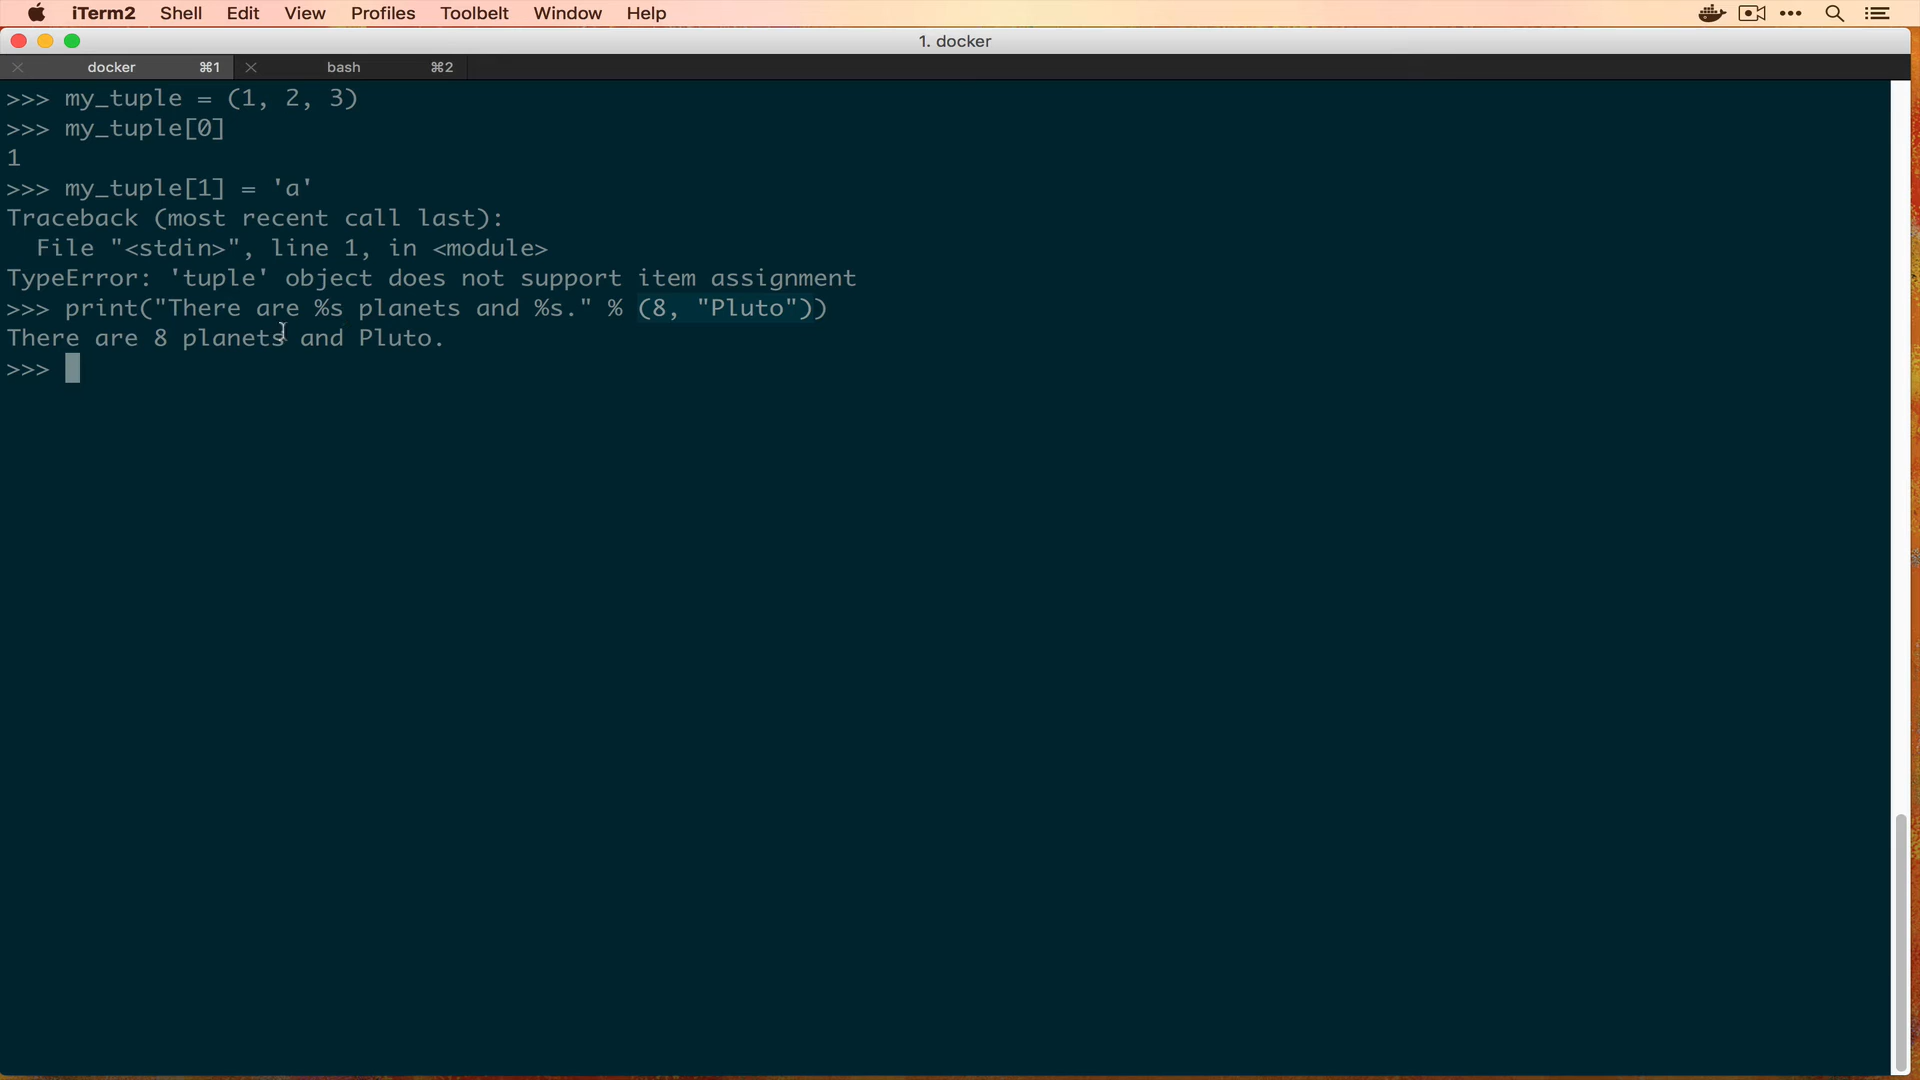 iTerm2 Shell Edit View Profiles Toolbelt Window Help
1. docker
docker ⌘1 bash ⌘2
>>> my_tuple = (1, 2, 3)
>>> my_tuple[0]
1
>>> my_tuple[1] = 'a'
Traceback (most recent call last):
  File "<stdin>", line 1, in <module>
TypeError: 'tuple' object does not support item assignment
>>> print("There are %s planets and %s." % (8, "Pluto"))
There are 8 planets and Pluto.
>>>